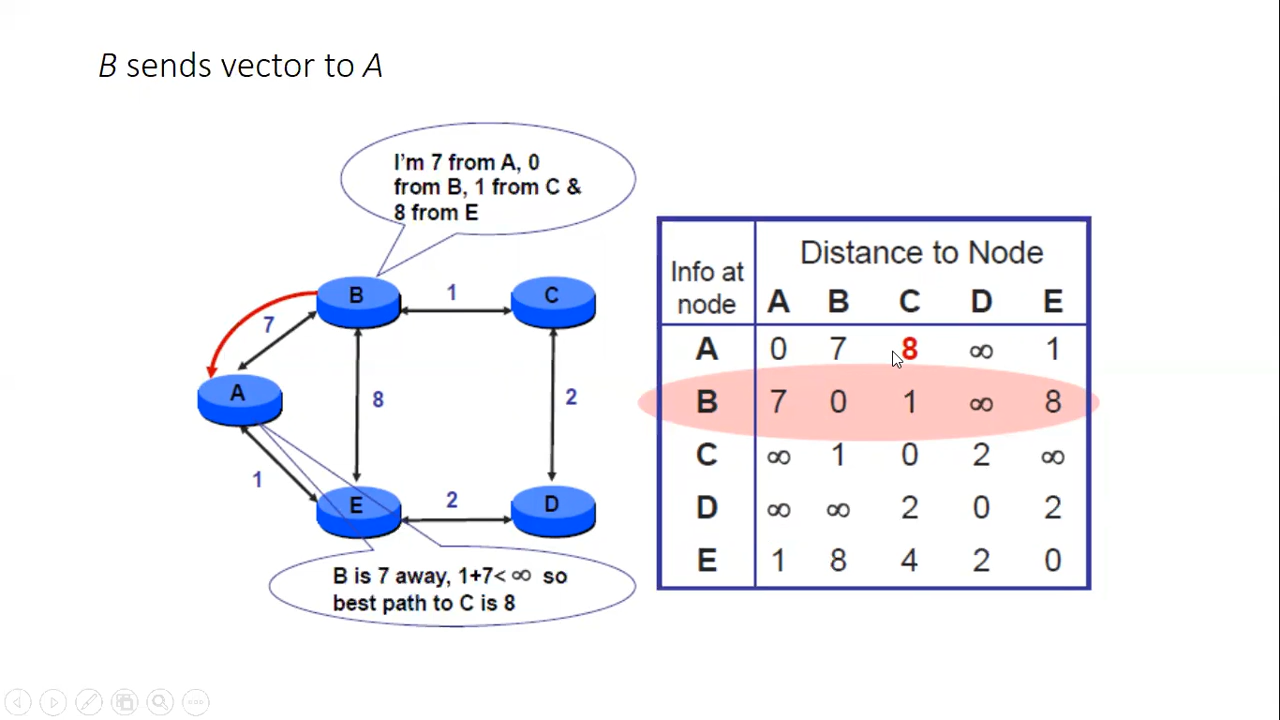 B sends vector to A
I'm 7 from A, 0
from B, 1 from C &
8 from E
B
1
C
7
A
8
2
1
E
2
D
B is 7 away, 1+7< ∞ so
best path to C is 8
Info at
node
Distance to Node
A B C D E
A 0 7 8 ∞ 1
B 7 0 1 ∞ 8
C ∞ 1 0 2 ∞
D ∞ ∞ 2 0 2
E 1 8 4 2 0